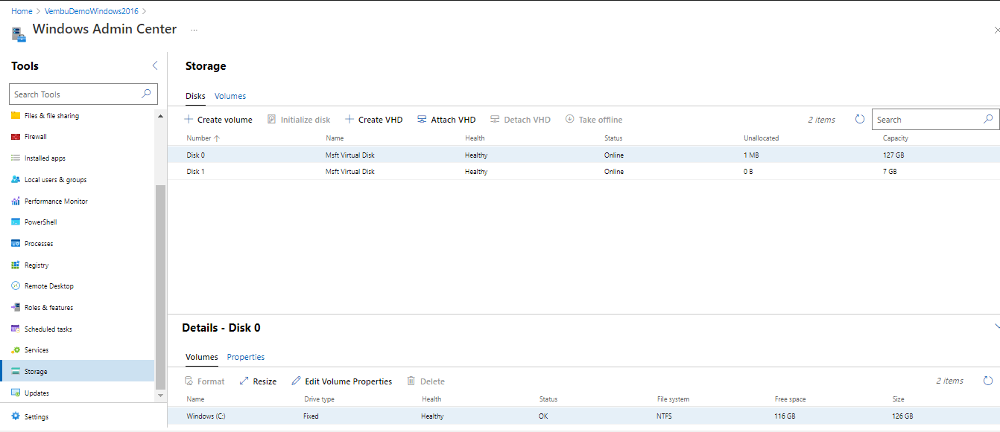 Home > VembuDemoWindows2016 >
Windows Admin Center ...
Tools
Search Tools
Files & file sharing
Firewall
Installed apps
Local users & groups
Performance Monitor
PowerShell
Processes
Registry
Remote Desktop
Roles & features
Scheduled tasks
Services
Storage
Updates
Settings
Storage
Disks Volumes
Create volume Initialize disk Create VHD Attach VHD Detach VHD Take offline 2 items Search
Number Name Health Status Unallocated Capacity
Disk 0 Msft Virtual Disk Healthy Online 1 MB 127 GB
Disk 1 Msft Virtual Disk Healthy Online 0 B 7 GB
Details - Disk 0
Volumes Properties
Format Resize Edit Volume Properties Delete 2 items
Name Drive type Health Status File system Free space Size
Windows (C:) Fixed Healthy OK NTFS 116 GB 126 GB